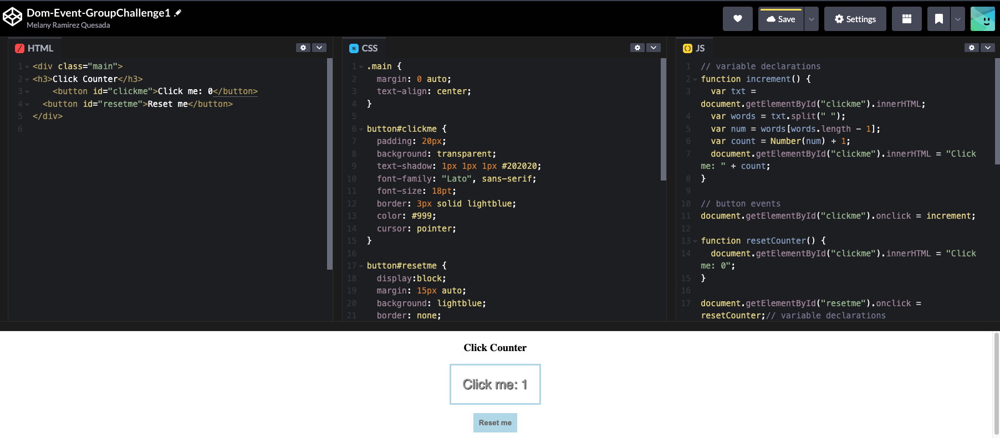 Dom-Event-GroupChallenge1
Melany Ramirez Quesada
Save
Settings
HTML
1 <div class="main">
2 <h3>Click Counter</h3>
3 <button id="clickme">Click me: 0</button>
4 <button id="resetme">Reset me</button>
5 </div>
6
CSS
1 .main {
2 margin: 0 auto;
3 text-align: center;
4 }
5
6 button#clickme {
7 padding: 20px;
8 background: transparent;
9 text-shadow: 1px 1px 1px #202020;
10 font-family: "Lato", sans-serif;
11 font-size: 18pt;
12 border: 3px solid lightblue;
13 color: #999;
14 cursor: pointer;
15 }
16
17 button#resetme {
18 display:block;
19 margin: 15px auto;
20 background: lightblue;
21 border: none;
JS
1 // variable declarations
2 function increment() {
3 var txt =
document.getElementById("clickme").innerHTML;
4 var words = txt.split(" ");
5 var num = words[words.length - 1];
6 var count = Number(num) + 1;
7 document.getElementById("clickme").innerHTML = "Click
me: " + count;
8 }
9
10 // button events
11 document.getElementById("clickme").onclick = increment;
12
13 function resetCounter() {
14 document.getElementById("clickme").innerHTML = "Click
me: 0";
15 }
16
17 document.getElementById("resetme").onclick =
resetCounter;// variable declarations
Click Counter
Click me: 1
Reset me